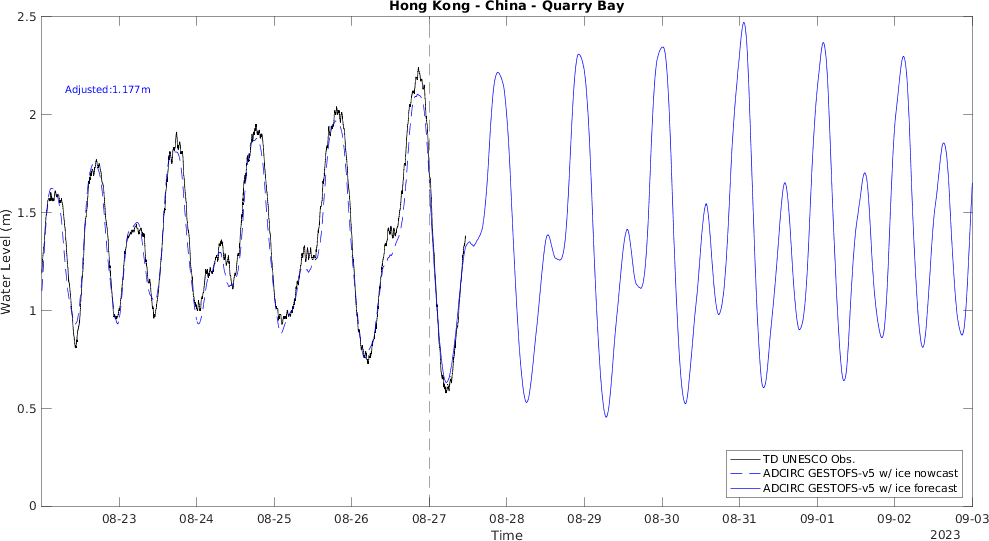 Hong Kong - China - Quarry Bay
2.5
2
1.5
1
0.5
0
Water Level (m)
Adjusted:1.177m
TD UNESCO Obs.
ADCIRC GESTOFS-v5 w/ ice nowcast
ADCIRC GESTOFS-v5 w/ ice forecast
08-23 08-24 08-25 08-26 08-27 08-28 08-29 08-30 08-31 09-01 09-02 09-03
Time
2023